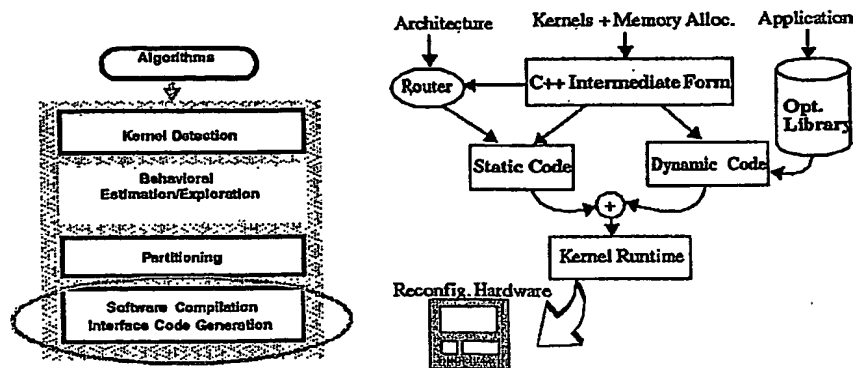 Algorithms
Kernel Detection
Behavioral
Estimation/Exploration
Partitioning
Software Compilation
Interface Code Generation
Architecture
Kernels + Memory Alloc.
Application
Router
C++ Intermediate Form
Opt.
Library
Static Code
Dynamic Code
+
Kernel Runtime
Reconfig. Hardware